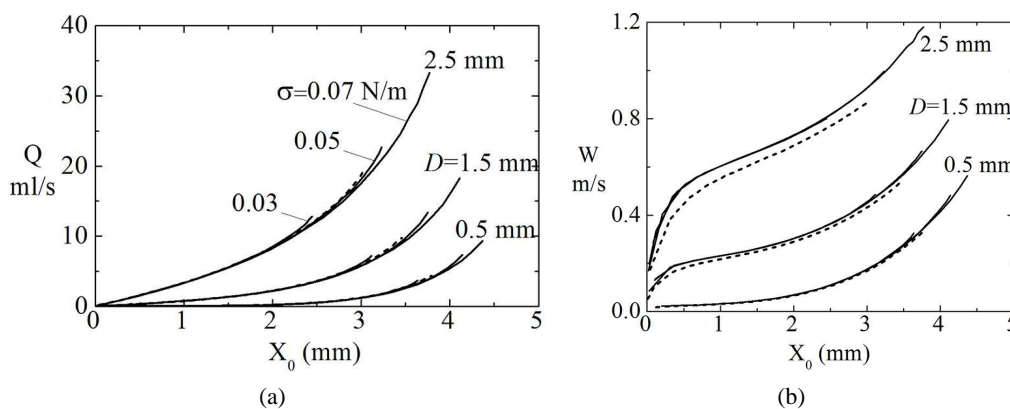 40
30
20
10
0
Q
ml/s
σ=0.07 N/m
0.05
0.03
2.5 mm
D=1.5 mm
0.5 mm
0 1 2 3 4 5
X₀ (mm)
(a)
1.2
0.8
0.4
0.0
W
m/s
2.5 mm
D=1.5 mm
0.5 mm
0 1 2 3 4 5
X₀ (mm)
(b)